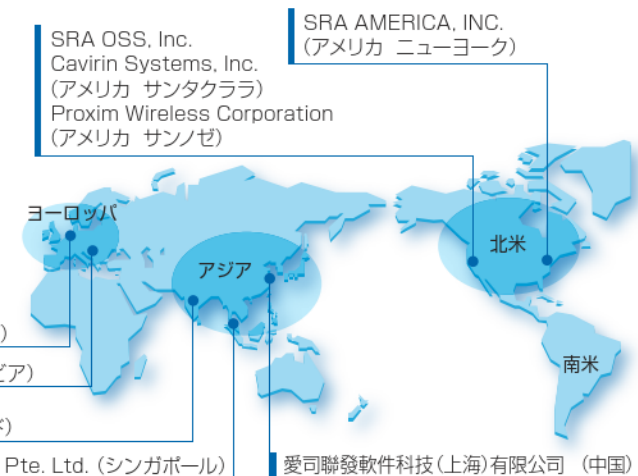 SRA OSS, Inc.
Cavirin Systems, Inc.
(アメリカ サンタクララ)
Proxim Wireless Corporation
(アメリカ サンノゼ)
SRA AMERICA, INC.
(アメリカ ニューヨーク)
ヨーロッパ
アジア
北米
南米
)
ビア)
ド)
Pte. Ltd. (シンガポール)
愛司聯發軟件科技(上海)有限公司 (中国)